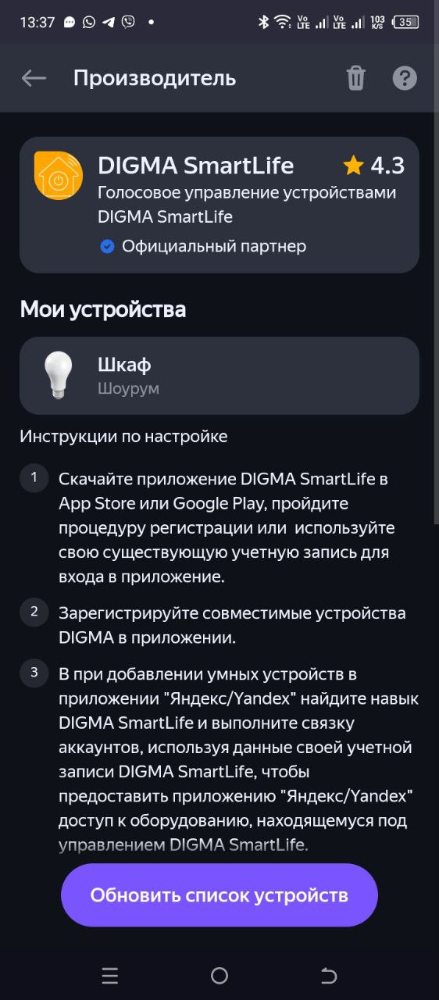 13:37
Vo
LTE
Vo
LTE
103
K/S
35
Производитель
?
DIGMA SmartLife
4.3
Голосовое управление устройствами
DIGMA SmartLife
Официальный партнер
Мои устройства
Шкаф
Шоурум
Инструкции по настройке
1
Скачайте приложение DIGMA SmartLife в
App Store или Google Play, пройдите
процедуру регистрации или  используйте
свою существующую учетную запись для
входа в приложение.
2
Зарегистрируйте совместимые устройства
DIGMA в приложении.
3
В при добавлении умных устройств в
приложении "Яндекс/Yandex" найдите навык
DIGMA SmartLife и выполните связку
аккаунтов, используя данные своей учетной
записи DIGMA SmartLife, чтобы
предоставить приложению "Яндекс/Yandex"
доступ к оборудованию, находящемуся под
управлением DIGMA SmartLife.
Обновить список устройств